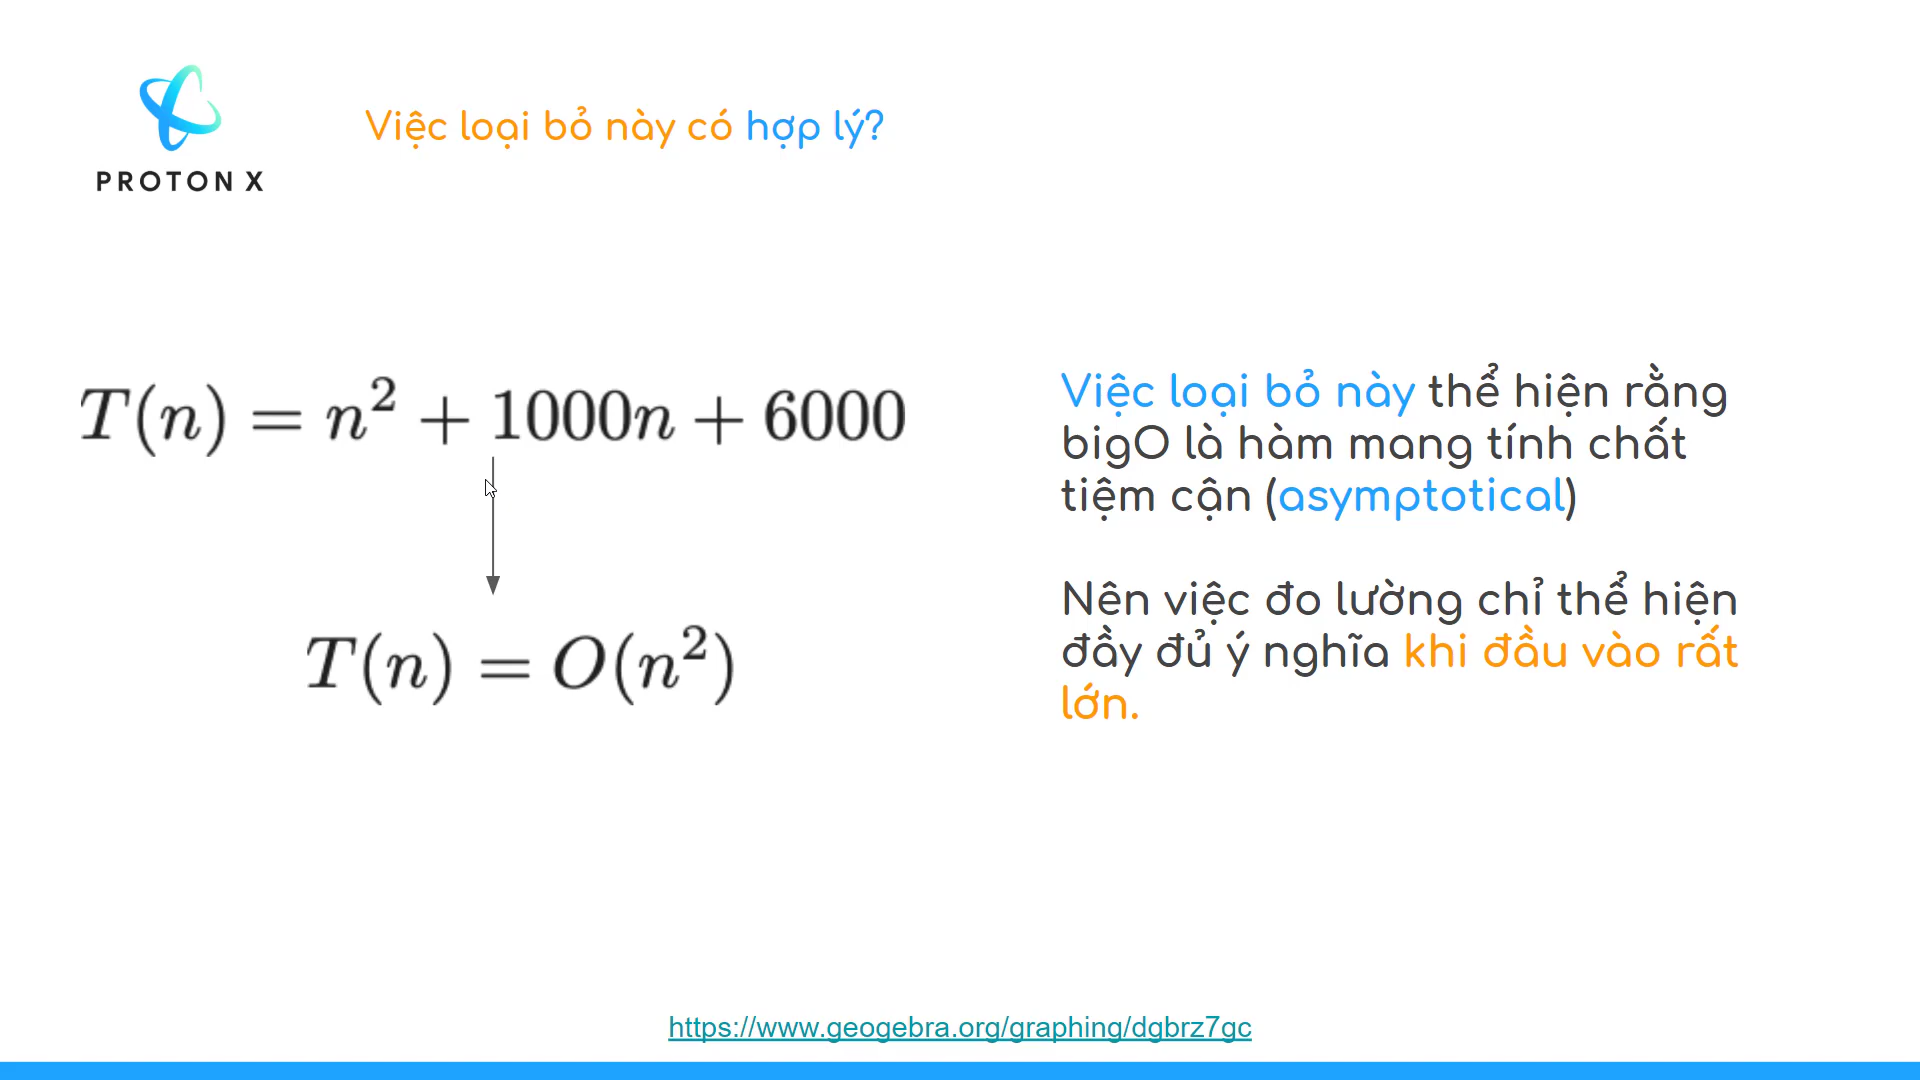 PROTON X
Việc loại bỏ này có hợp lý?
T(n) = n² + 1000n + 6000
T(n) = O(n²)
Việc loại bỏ này thể hiện rằng
bigO là hàm mang tính chất
tiệm cận (asymptotical)
Nên việc đo lường chỉ thể hiện
đầy đủ ý nghĩa khi đầu vào rất
lớn.
https://www.geogebra.org/graphing/dgbrz7gc